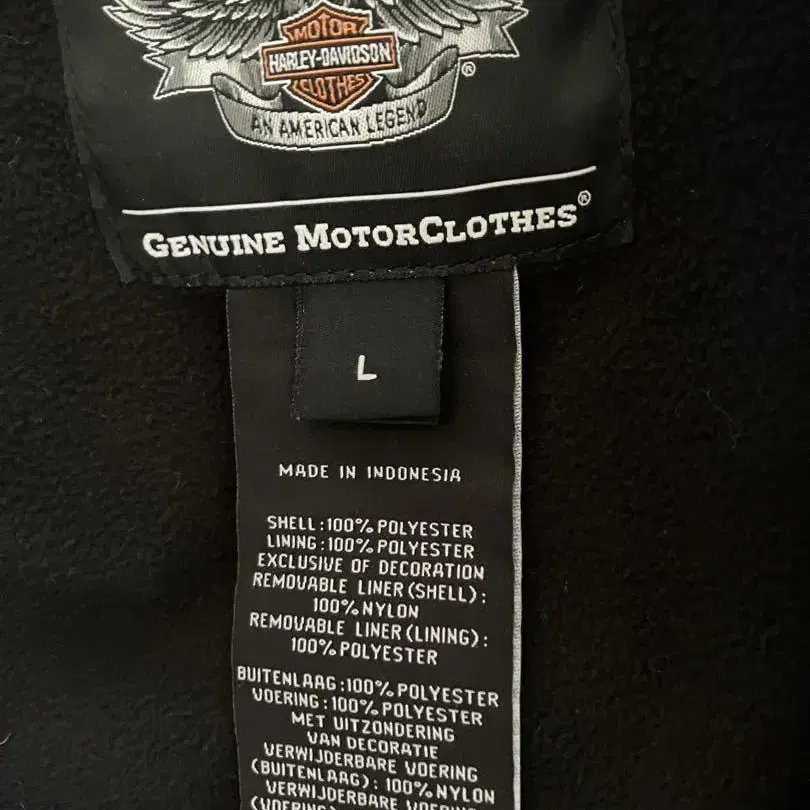 MOTOR
HARLEY-DAVIDSON
CLOTHES
®
AN AMERICAN LEGEND
GENUINE MOTORCLOTHES®
L
MADE IN INDONESIA
SHELL:100% POLYESTER
LINING:100% POLYESTER
EXCLUSIVE OF DECORATION
REMOVABLE LINER (SHELL):
100% NYLON
REMOVABLE LINER (LINING):
100% POLYESTER
BUITENLAAG:100% POLYESTER
VOERING:100% POLYESTER
MET UITZONDERING
VAN DECORATIE
VERWIJDERBARE VOERING
(BUITENLAAG): 100% NYLON
VERWIJDERBARE VOERING